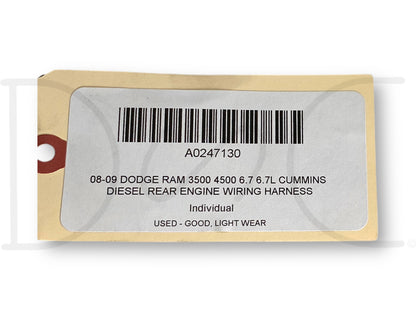 A0247130
08-09 DODGE RAM 3500 4500 6.7 6.7L CUMMINS
DIESEL REAR ENGINE WIRING HARNESS
Individual
USED - GOOD, LIGHT WEAR